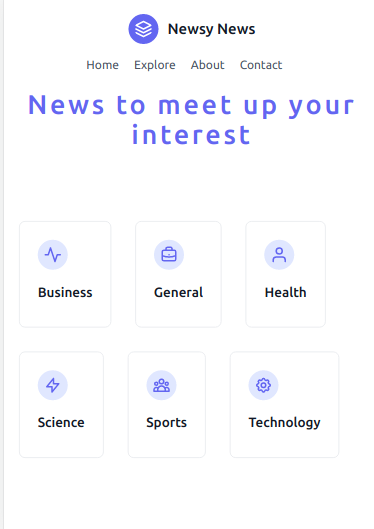 Newsy News
Home Explore About Contact
News to meet up your
interest
Business General Health
Science Sports Technology